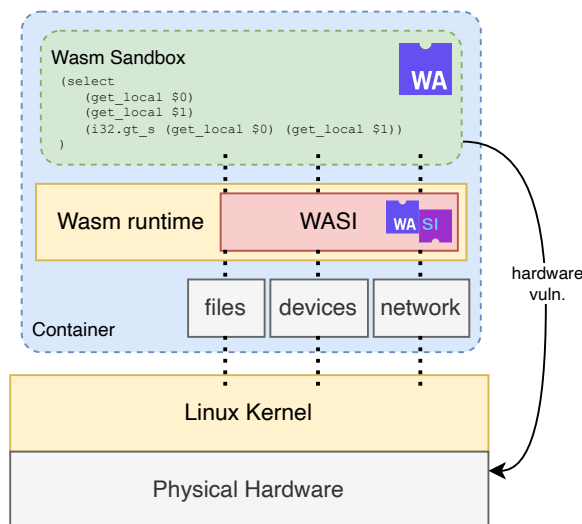 Wasm Sandbox
WA
(select
(get_local $0)
(get_local $1)
(i32.gt_s (get_local $0) (get_local $1))
)
Wasm runtime
WASI
WA
SI
hardware
vuln.
files
devices
network
Container
Linux Kernel
Physical Hardware